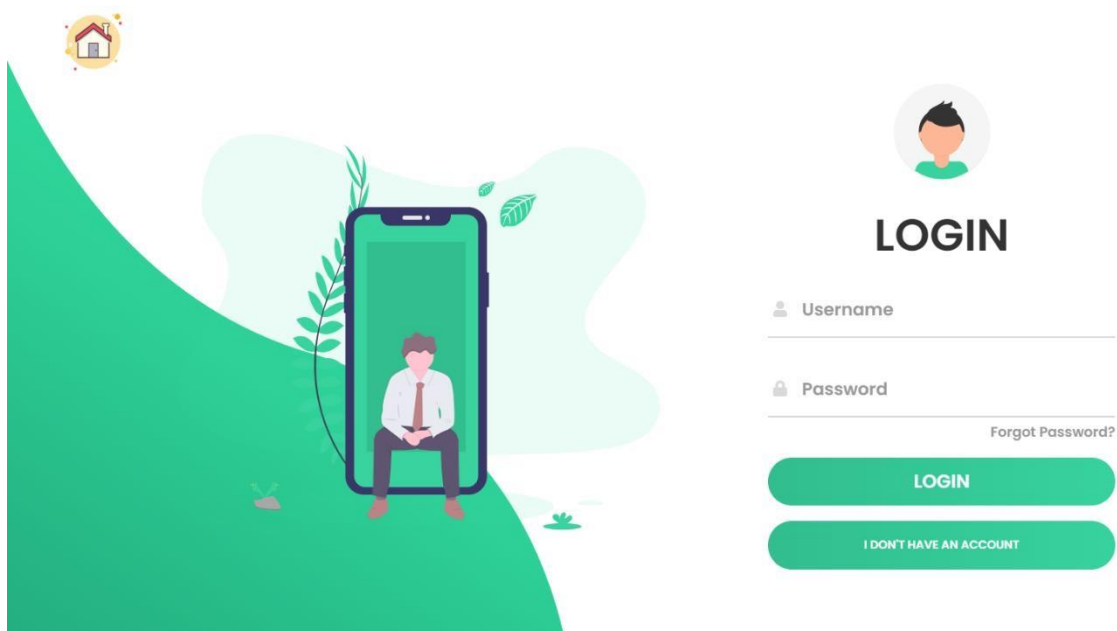 LOGIN
Username
Password
Forgot Password?
LOGIN
I DON'T HAVE AN ACCOUNT